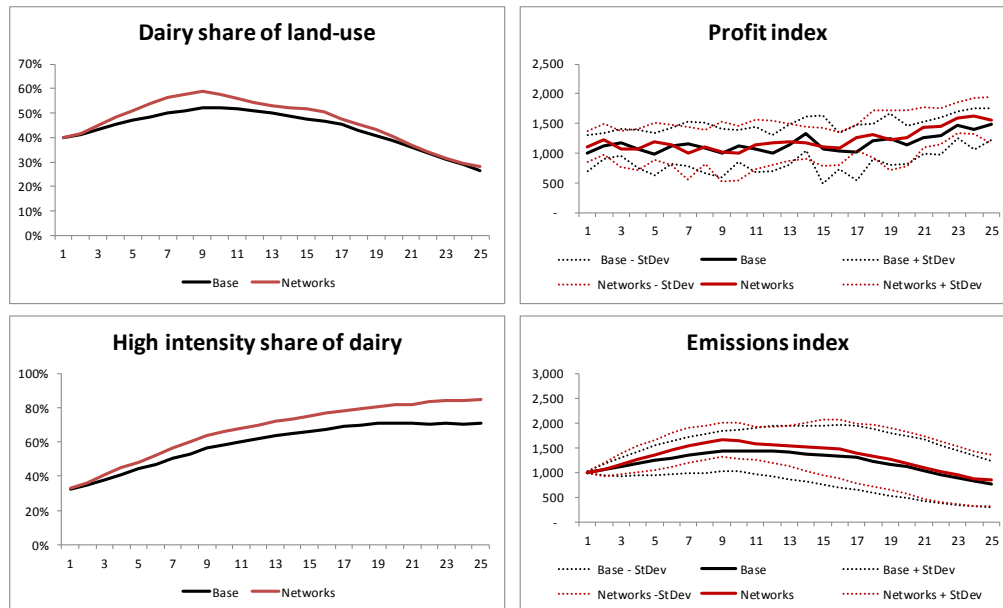 Dairy share of land-use
70%
60%
50%
40%
30%
20%
10%
0%
1 3 5 7 9 11 13 15 17 19 21 23 25
Base Networks
Profit index
2,500
2,000
1,500
1,000
500
-
1 3 5 7 9 11 13 15 17 19 21 23 25
Base - StDev Base Base + StDev
Networks - StDev Networks Networks + StDev
High intensity share of dairy
100%
80%
60%
40%
20%
0%
1 3 5 7 9 11 13 15 17 19 21 23 25
Base Networks
Emissions index
3,000
2,500
2,000
1,500
1,000
500
-
1 3 5 7 9 11 13 15 17 19 21 23 25
Base - StDev Base Base + StDev
Networks -StDev Networks Networks + StDev